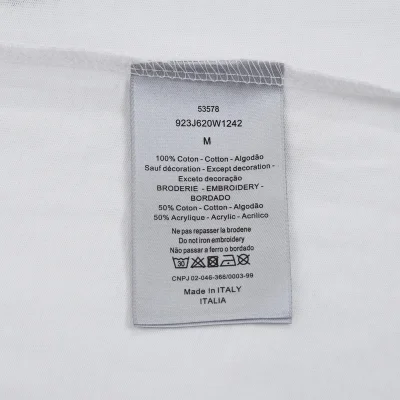 53578
923J620W1242
M
100% Coton - Cotton - Algodão
Sauf décoration - Except decoration -
Exceto decoração
BRODERIE - EMBROIDERY -
BORDADO
50% Coton - Cotton - Algodão
50% Acrylique - Acrylic - Acrilico
Ne pas repasser la broderie
Do not iron embroidery
Não passar a ferro o bordado
30
CNPJ 02-046-366/0003-99
Made in ITALY
ITALIA